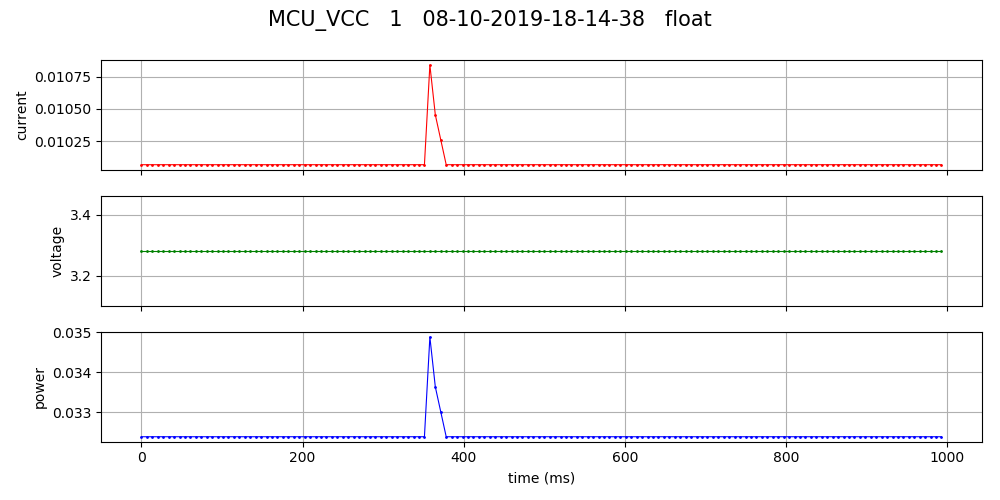 MCU_VCC 1 08-10-2019-18-14-38 float
0.01075
0.01050
0.01025
current
3.4
3.2
voltage
0.035
0.034
0.033
power
0 200 400 600 800 1000
time (ms)